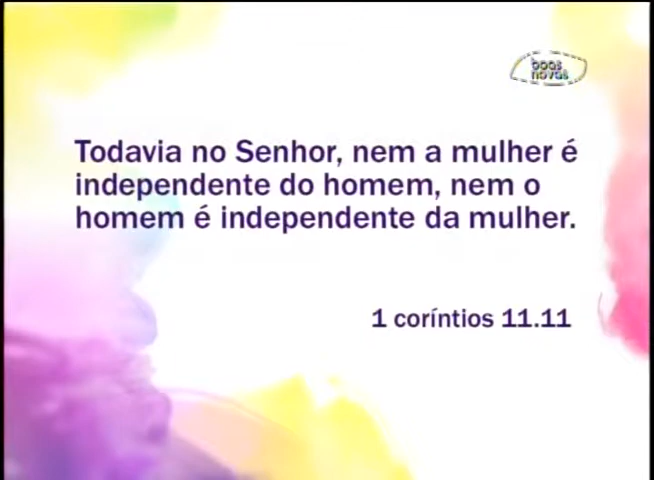 boas
novas
Todavia no Senhor, nem a mulher é
independente do homem, nem o
homem é independente da mulher.
1 coríntios 11.11